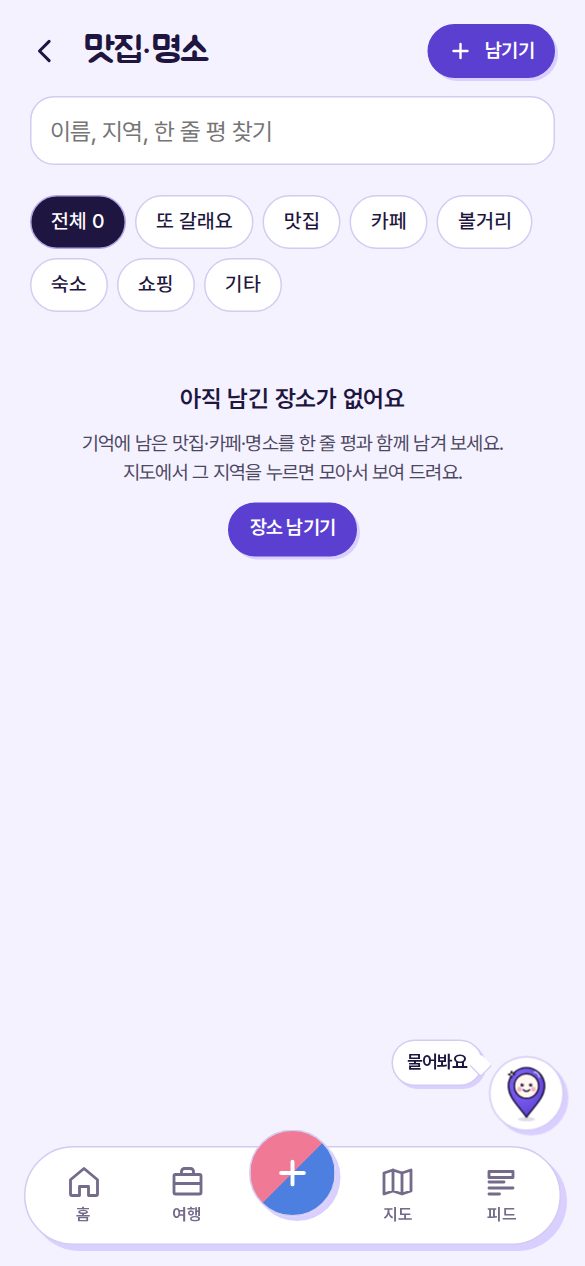 맛집·명소
+ 남기기
이름, 지역, 한 줄 평 찾기
전체 0 또 갈래요 맛집 카페 볼거리
숙소 쇼핑 기타
아직 남긴 장소가 없어요
기억에 남은 맛집·카페·명소를 한 줄 평과 함께 남겨 보세요.
지도에서 그 지역을 누르면 모아서 보여 드려요.
장소 남기기
물어봐요
홈 여행 지도 피드